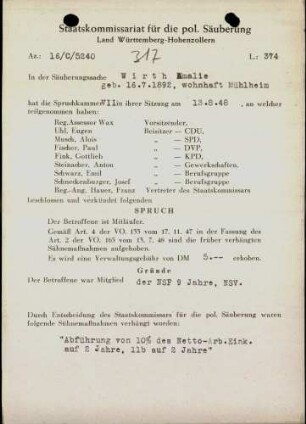 Staatskommissariat für die pol. Säuberung
Land Württemberg-Hohenzollern
Az.: 16/C/5240 317 L: 374
In der Säuberungssache W i r t h Emalie
geb. 16.7.1892, wohnhaft Mühlheim
hat die Spruchkammer VII in ihrer Sitzung am 13.8.48 , an welcher
teilgenommen haben:
Reg.Assessor Wax Vorsitzender,
Uhl, Eugen Beisitzer — CDU,
Munch, Alois „ — SPD,
Fischer, Paul „ — DVP,
Fink, Gottlieb „ — KPD,
Steinacher, Anton „ — Gewerkschaften.
Schwarz, Emil „ — Berufsgruppe
Schneckenburger, Josef „ — Berufsgruppe
Reg.-Ang. Hauer, Franz Vertreter des Staatskommissars
beschlossen und verkündet folgenden
SPRUCH
Der Betroffene ist Mitläufer.
Gemäß Art. 4 der VO. 133 vom 17. 11. 47 in der Fassung des
Art. 2 der VO. 165 vom 13. 7. 48 sind die früher verhängten
Sühnemaßnahmen aufgehoben.
Es wird eine Verwaltungsgebühr von DM 5.-- erhoben.
Gründe
Der Betroffene war Mitglied der NSF 9 Jahre, NSV.
Durch Entscheidung des Staatskommissars für die pol. Säuberung waren
folgende Sühnemaßnahmen verhängt worden:
"Abführung von 10% des Netto-Arb.Eink.
auf 2 Jahre, 11b auf 2 Jahre"